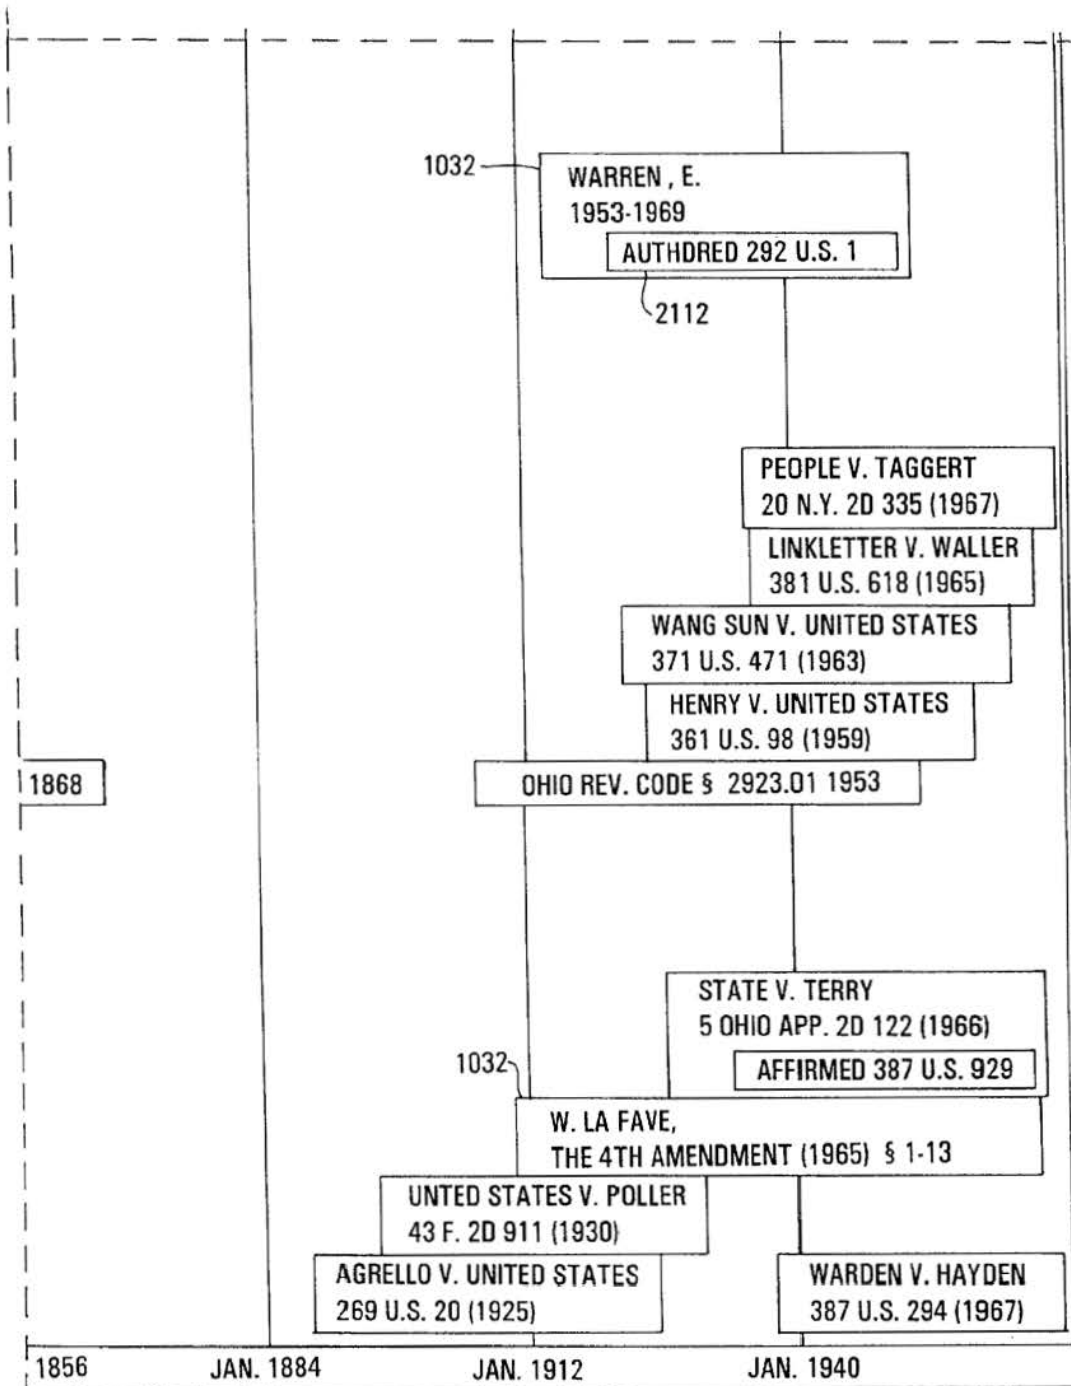 1032
WARREN , E.
1953-1969
AUTHDRED 292 U.S. 1
2112
PEOPLE V. TAGGERT
20 N.Y. 2D 335 (1967)
LINKLETTER V. WALLER
381 U.S. 618 (1965)
WANG SUN V. UNITED STATES
371 U.S. 471 (1963)
HENRY V. UNITED STATES
361 U.S. 98 (1959)
1868
OHIO REV. CODE § 2923.01 1953
STATE V. TERRY
5 OHIO APP. 2D 122 (1966)
AFFIRMED 387 U.S. 929
1032
W. LA FAVE,
THE 4TH AMENDMENT (1965) § 1-13
UNTED STATES V. POLLER
43 F. 2D 911 (1930)
AGRELLO V. UNITED STATES
269 U.S. 20 (1925)
WARDEN V. HAYDEN
387 U.S. 294 (1967)
1856 JAN. 1884 JAN. 1912 JAN. 1940